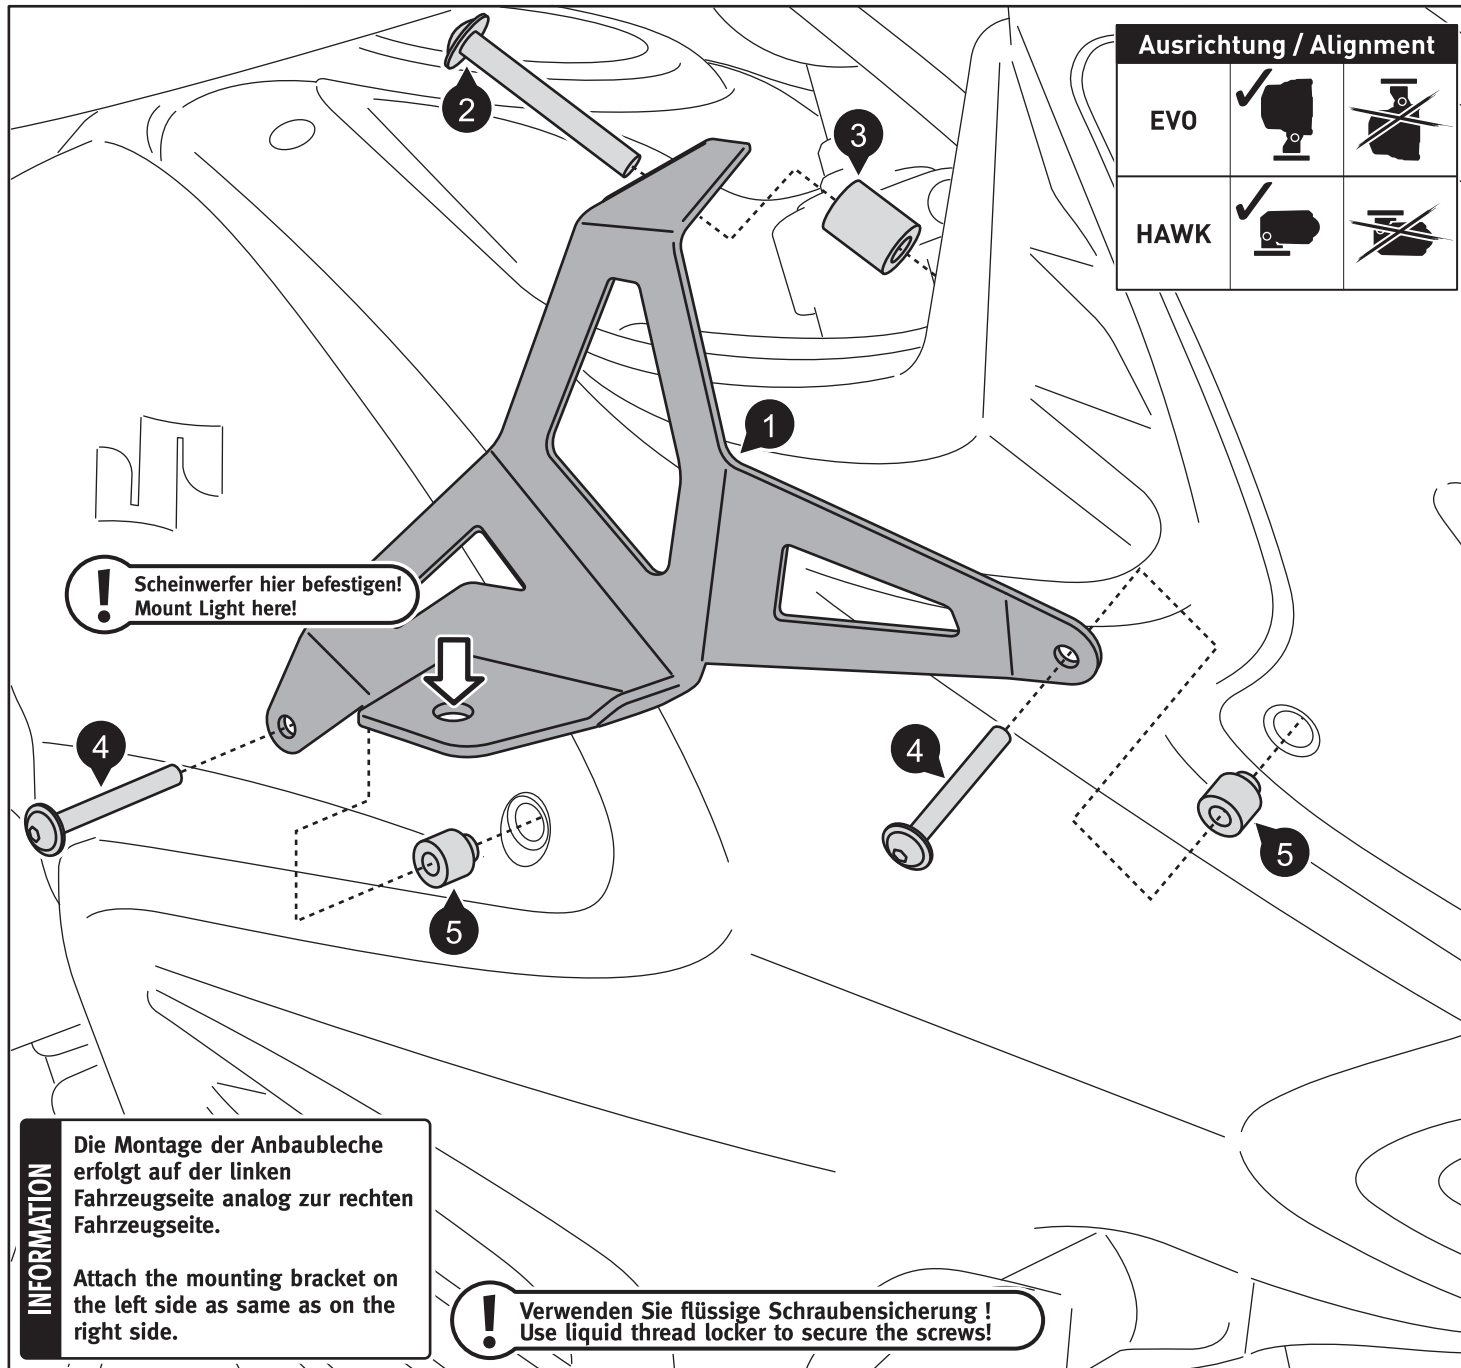 Ausrichtung / Alignment
EVO
HAWK
2
3
1
Scheinwerfer hier befestigen!
Mount Light here!
4
4
5
5
INFORMATION
Die Montage der Anbaubleche
erfolgt auf der linken
Fahrzeugseite analog zur rechten
Fahrzeugseite.
Attach the mounting bracket on
the left side as same as on the
right side.
Verwenden Sie flüssige Schraubensicherung !
Use liquid thread locker to secure the screws!